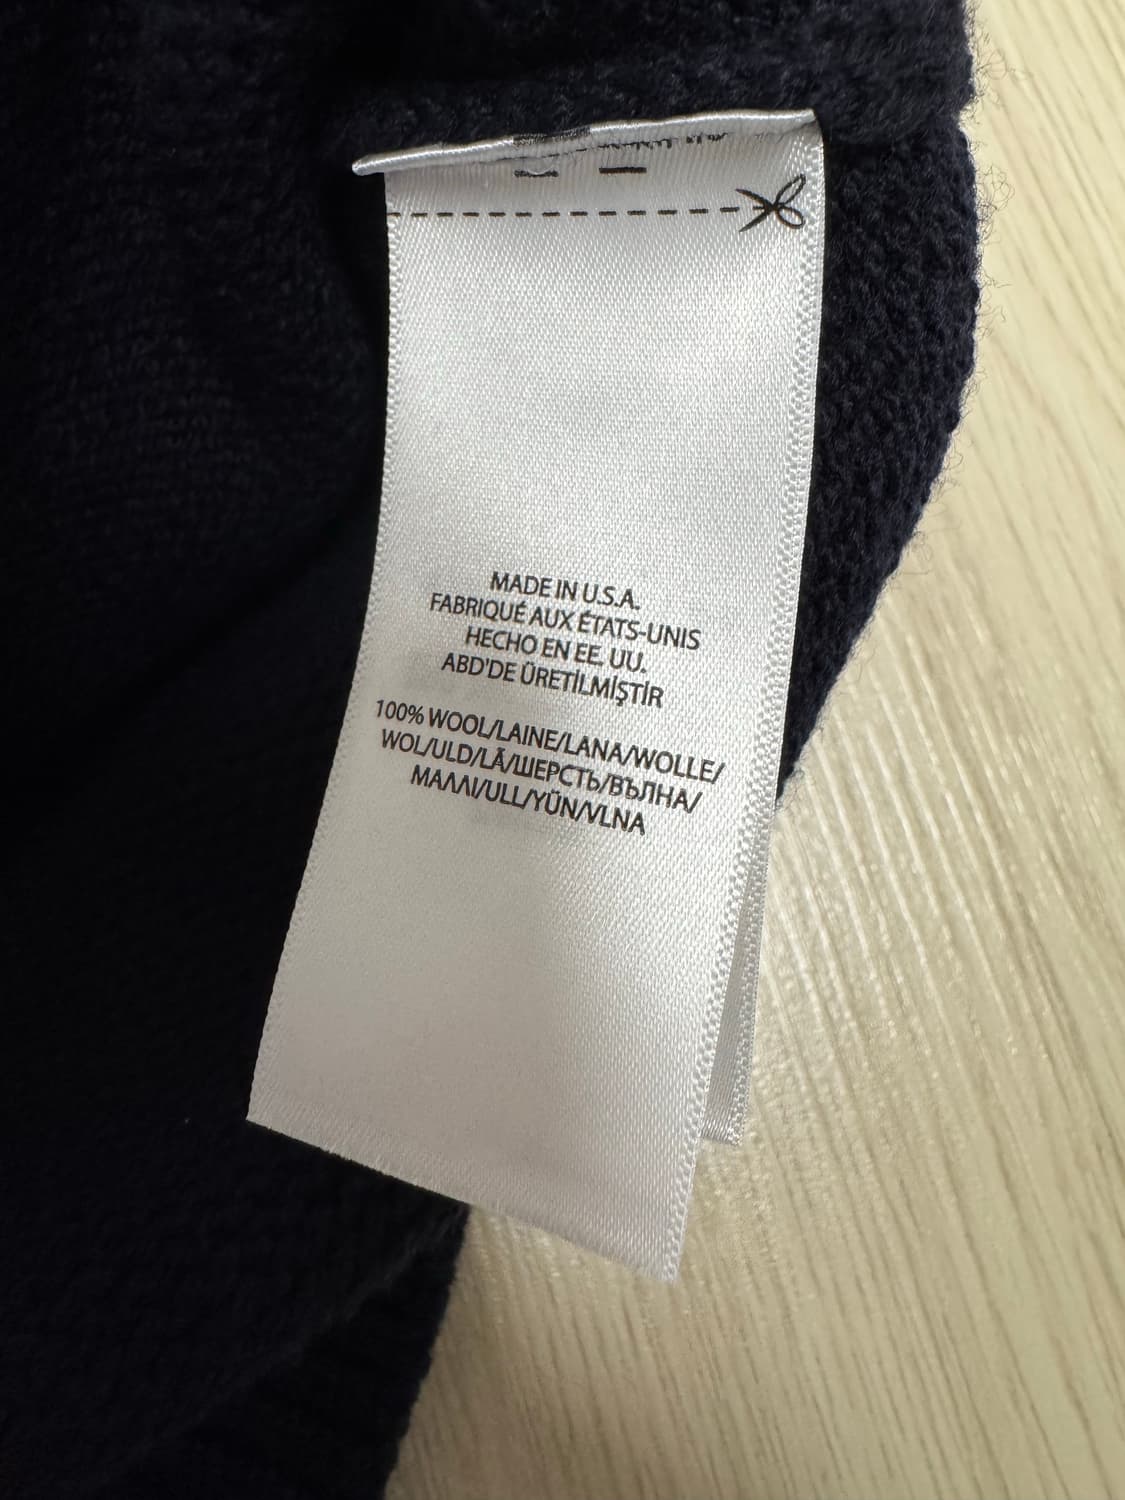 MADE IN U.S.A.
FABRIQUÉ AUX ÉTATS-UNIS
HECHO EN EE. UU.
ABD'DE ÜRETİLMİŞTİR
100% WOOL/LAINE/LANA/WOLLE/
WOL/ULD/LÃ/ШЕРСТЬ/ВЪЛНА/
ΜΑΛΛΙ/ULL/YÜN/VLNA